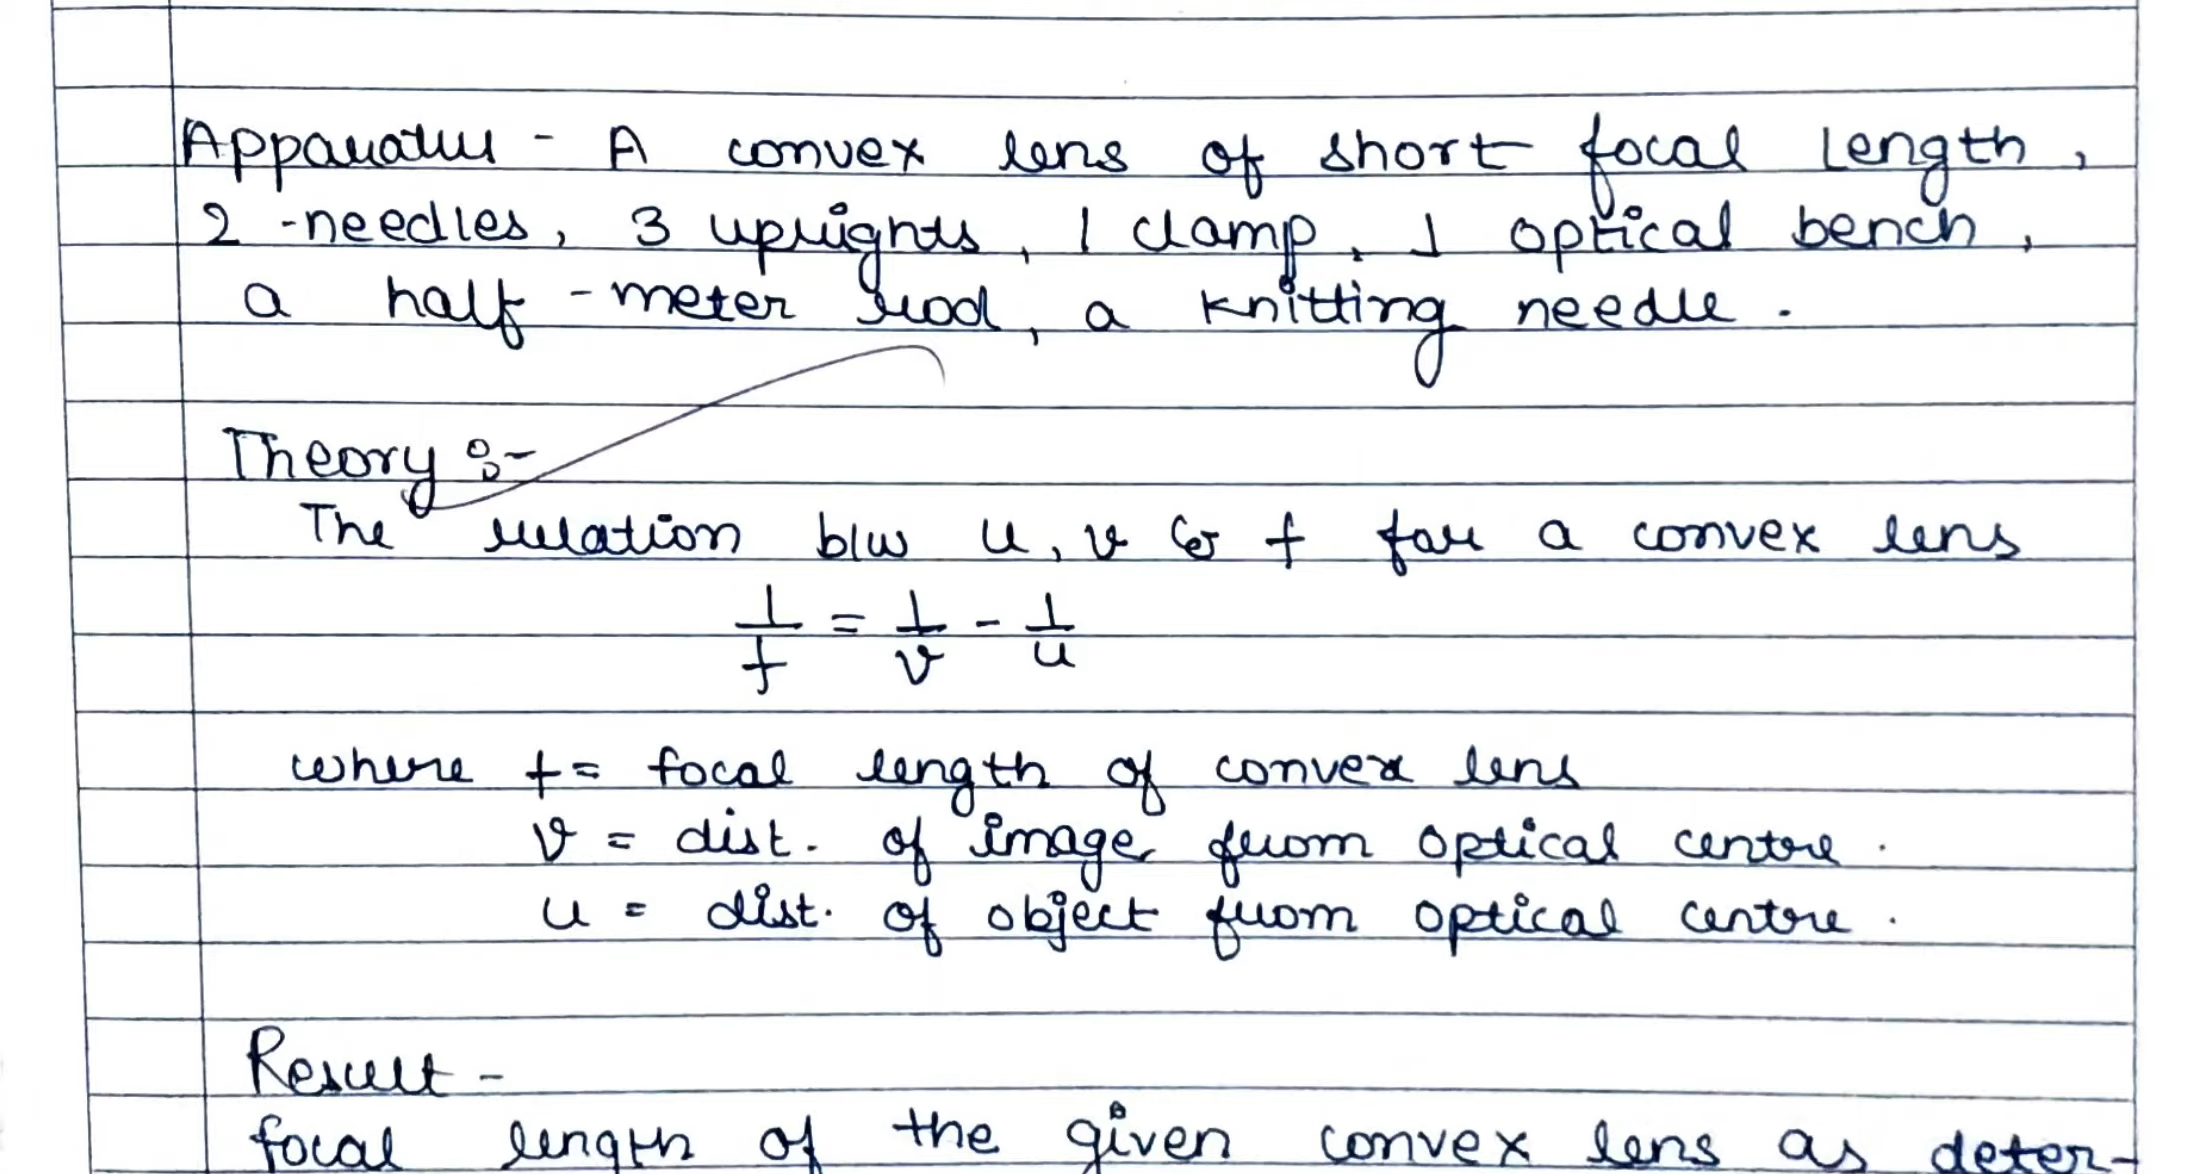 Apparatus - A convex lens of short focal length,
2 -needles, 3 uprights, 1 clamp, 1 optical bench,
a half -meter rod, a knitting needle.
Theory :-
The relation b/w u, v & f for a convex lens
1/f = 1/v - 1/u
where f = focal length of convex lens
v = dist. of image from optical centre.
u = dist. of object from optical centre.
Result -
focal length of the given convex lens as deter-